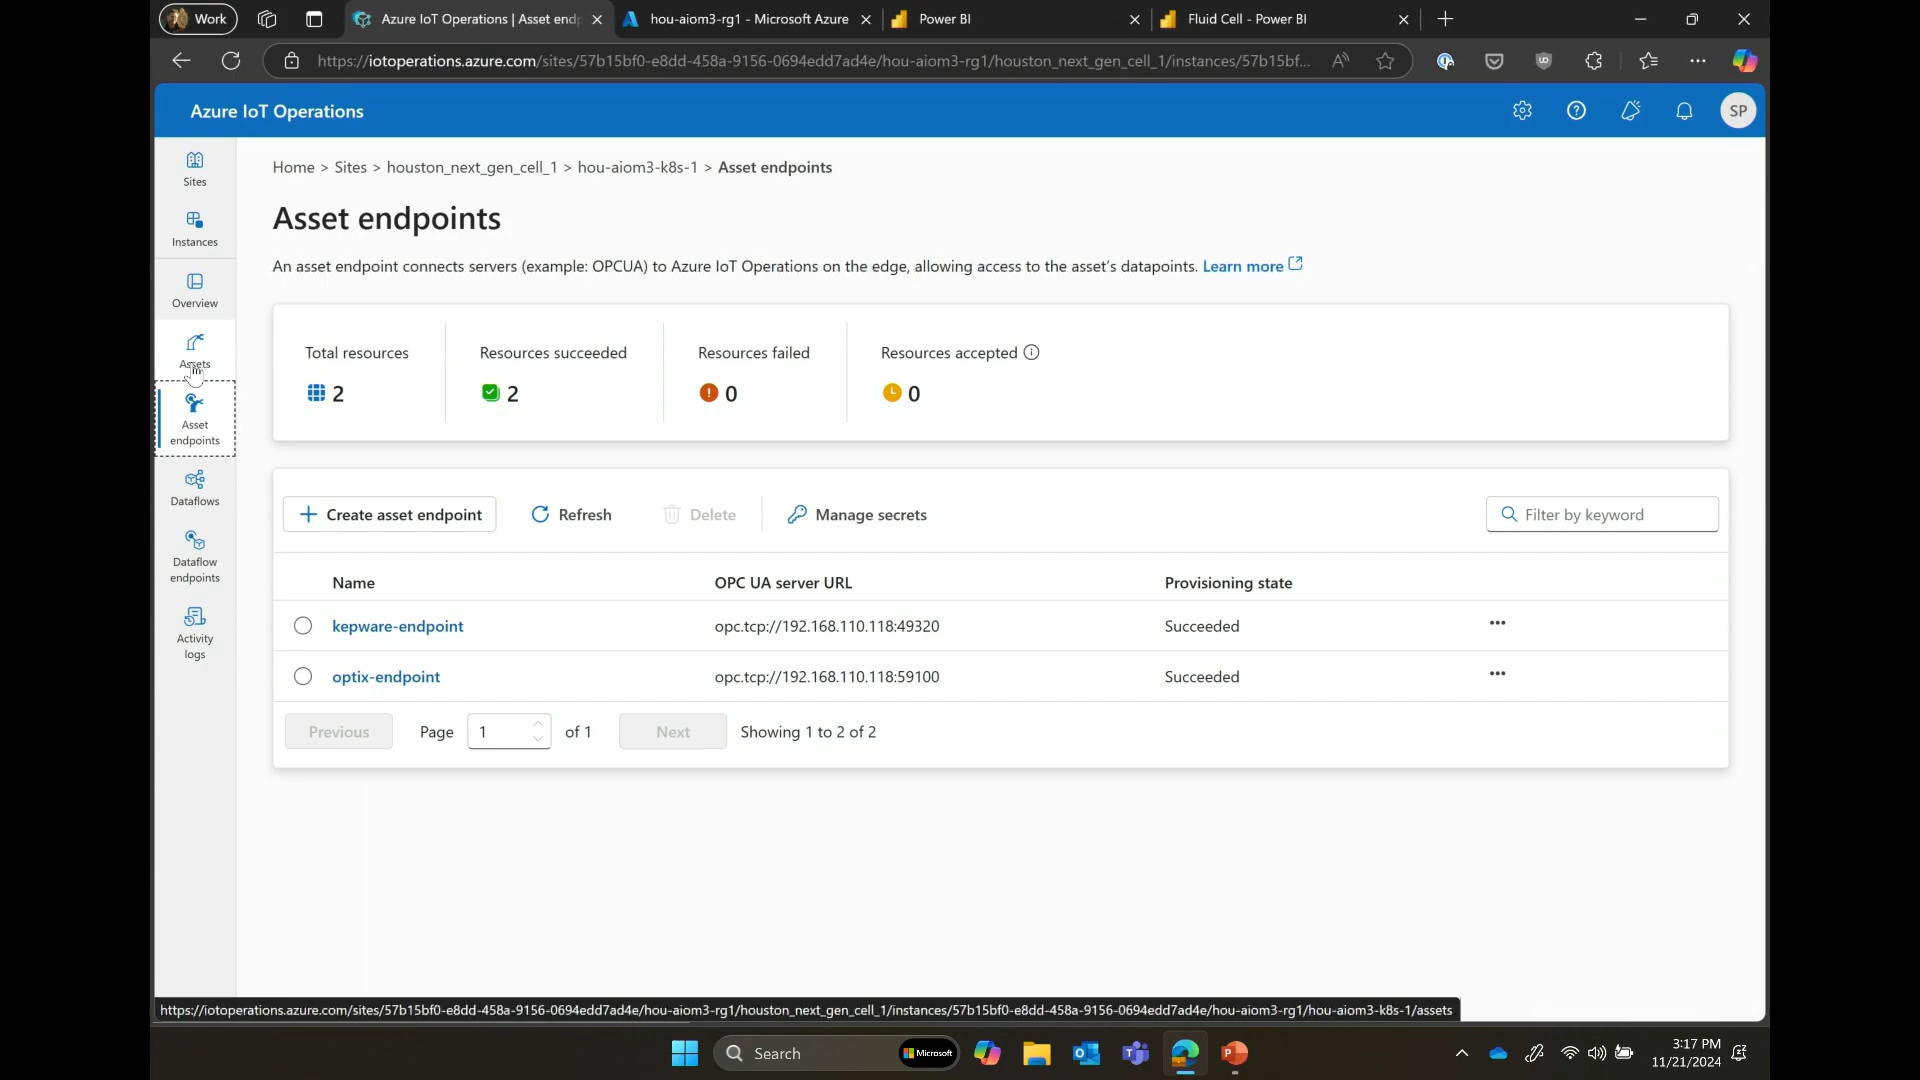 Work
Azure IoT Operations | Asset endp
hou-aiom3-rg1 - Microsoft Azure
Power BI
Fluid Cell - Power BI
https://iotoperations.azure.com/sites/57b15bf0-e8dd-458a-9156-0694edd7ad4e/hou-aiom3-rg1/houston_next_gen_cell_1/instances/57b15bf...
Azure IoT Operations
SP
Sites
Instances
Overview
Assets
Asset
endpoints
Dataflows
Dataflow
endpoints
Activity
logs
Home > Sites > houston_next_gen_cell_1 > hou-aiom3-k8s-1 > Asset endpoints
Asset endpoints
An asset endpoint connects servers (example: OPCUA) to Azure IoT Operations on the edge, allowing access to the asset's datapoints. Learn more
Total resources
2
Resources succeeded
2
Resources failed
0
Resources accepted
0
Create asset endpoint
Refresh
Delete
Manage secrets
Filter by keyword
Name OPC UA server URL Provisioning state
kepware-endpoint opc.tcp://192.168.110.118:49320 Succeeded
optix-endpoint opc.tcp://192.168.110.118:59100 Succeeded
Previous Page 1 of 1 Next Showing 1 to 2 of 2
https://iotoperations.azure.com/sites/57b15bf0-e8dd-458a-9156-0694edd7ad4e/hou-aiom3-rg1/houston_next_gen_cell_1/instances/57b15bf0-e8dd-458a-9156-0694edd7ad4e/hou-aiom3-rg1/hou-aiom3-k8s-1/assets
Search
Microsoft
3:17 PM
11/21/2024